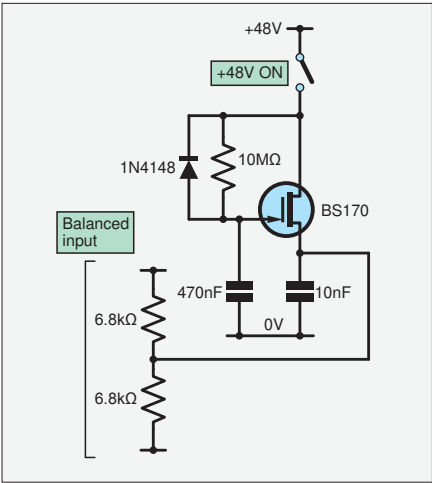 +48V
+48V ON
1N4148
10MΩ
BS170
Balanced
input
470nF
10nF
0V
6.8kΩ
6.8kΩ